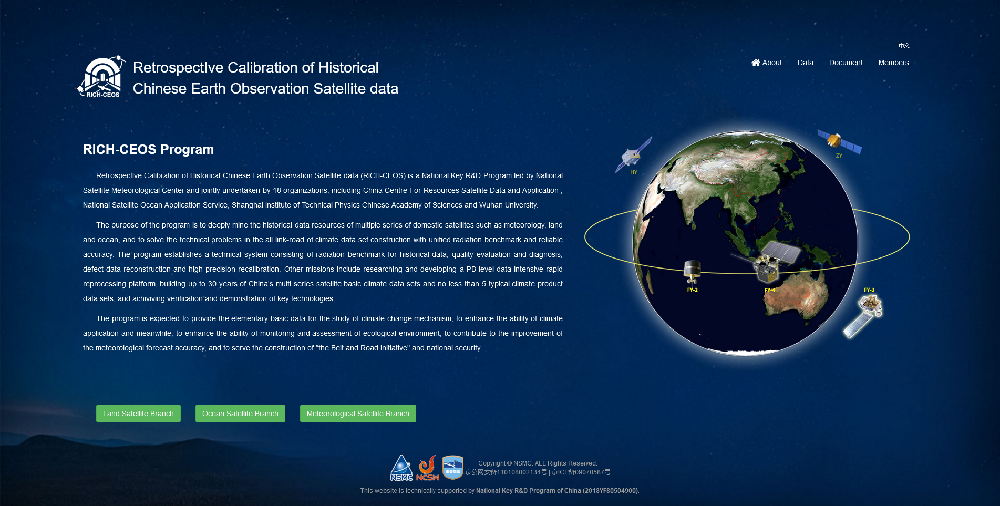 中文
About Data Document Members
RetrospectIve Calibration of Historical
Chinese Earth Observation Satellite data
RICH-CEOS
RICH-CEOS Program
RetrospectIve Calibration of Historical Chinese Earth Observation Satellite data (RICH-CEOS) is a National Key R&D Program led by National
Satellite Meteorological Center and jointly undertaken by 18 organizations, including China Centre For Resources Satellite Data and Application ,
National Satellite Ocean Application Service, Shanghai Institute of Technical Physics Chinese Academy of Sciences and Wuhan University.
The purpose of the program is to deeply mine the historical data resources of multiple series of domestic satellites such as meteorology, land
and ocean, and to solve the technical problems in the all link-road of climate data set construction with unified radiation benchmark and reliable
accuracy. The program establishes a technical system consisting of radiation benchmark for historical data, quality evaluation and diagnosis,
defect data reconstruction and high-precision recalibration. Other missions include researching and developing a PB level data intensive rapid
reprocessing platform, building up to 30 years of China's multi series satellite basic climate data sets and no less than 5 typical climate product
data sets, and achiviving verification and demonstration of key technologies.
The program is expected to provide the elementary basic data for the study of climate change mechanism, to enhance the ability of climate
application and meanwhile, to enhance the ability of monitoring and assessment of ecological environment, to contribute to the improvement of
the meteorological forecast accuracy, and to serve the construction of "the Belt and Road Initiative" and national security.
HY
ZY
FY-2
FY-4
FY-3
Land Satellite Branch Ocean Satellite Branch Meteorological Satellite Branch
NSMC
NCSW
事业单位
Copyright © NSMC. ALL Rights Reserved.
京公网安备110108002134号 | 京ICP备09070587号
This website is technically supported by National Key R&D Program of China (2018YF80504900).